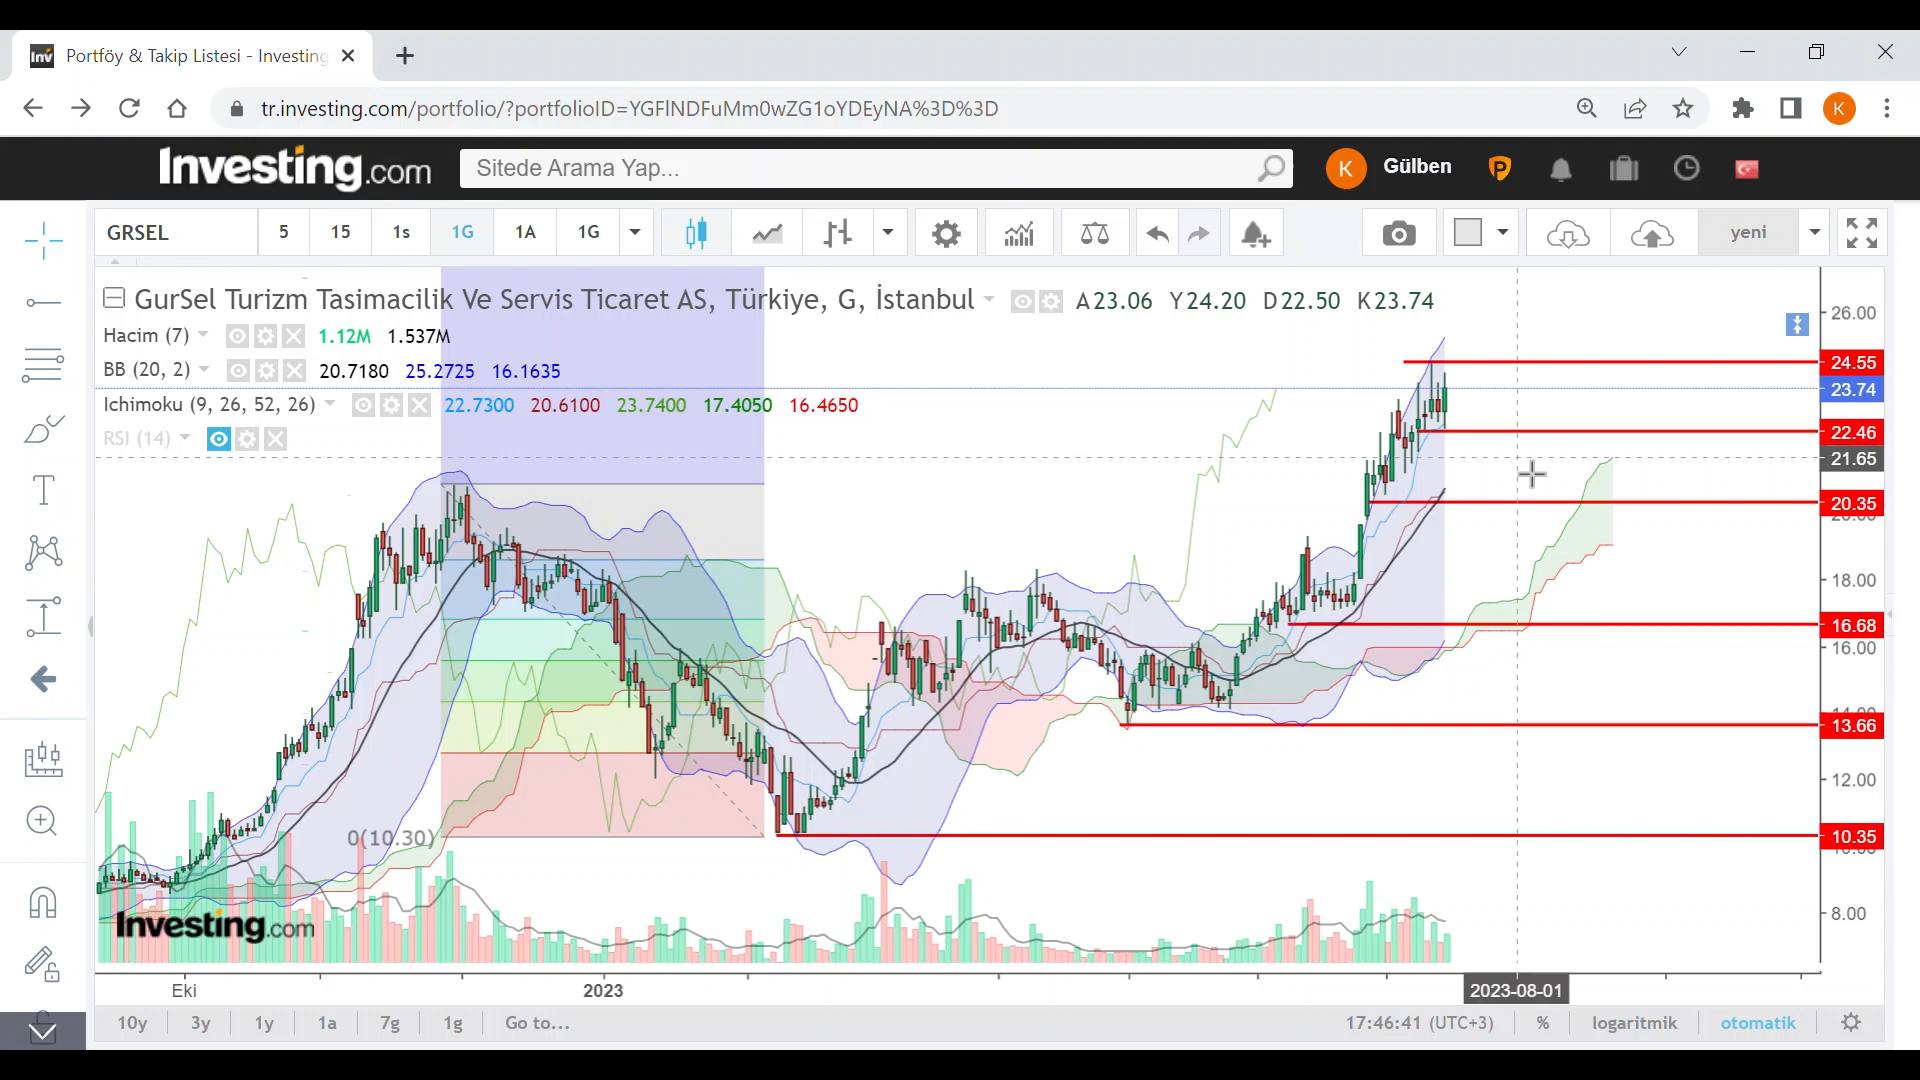 Portföy & Takip Listesi - Investing
tr.investing.com/portfolio/?portfolioID=YGFlNDFuMm0wZG1oYDEyNA%3D%3D
K
Investing.com
Sitede Arama Yap...
K
Gülben
GRSEL
5
15
1s
1G
1A
1G
yeni
GurSel Turizm Tasimacilik Ve Servis Ticaret AS, Türkiye, G, İstanbul
A23.06 Y24.20 D22.50 K23.74
Hacim (7) 1.12M 1.537M
BB (20, 2) 20.7180 25.2725 16.1635
Ichimoku (9, 26, 52, 26) 22.7300 20.6100 23.7400 17.4050 16.4650
RSI (14)
26.00
24.55
23.74
22.46
21.65
20.35
18.00
16.68
16.00
13.66
12.00
0(10.30)
10.35
8.00
Investing.com
Eki
2023
2023-08-01
10y
3y
1y
1a
7g
1g
Go to...
17:46:41 (UTC+3)
%
logaritmik
otomatik